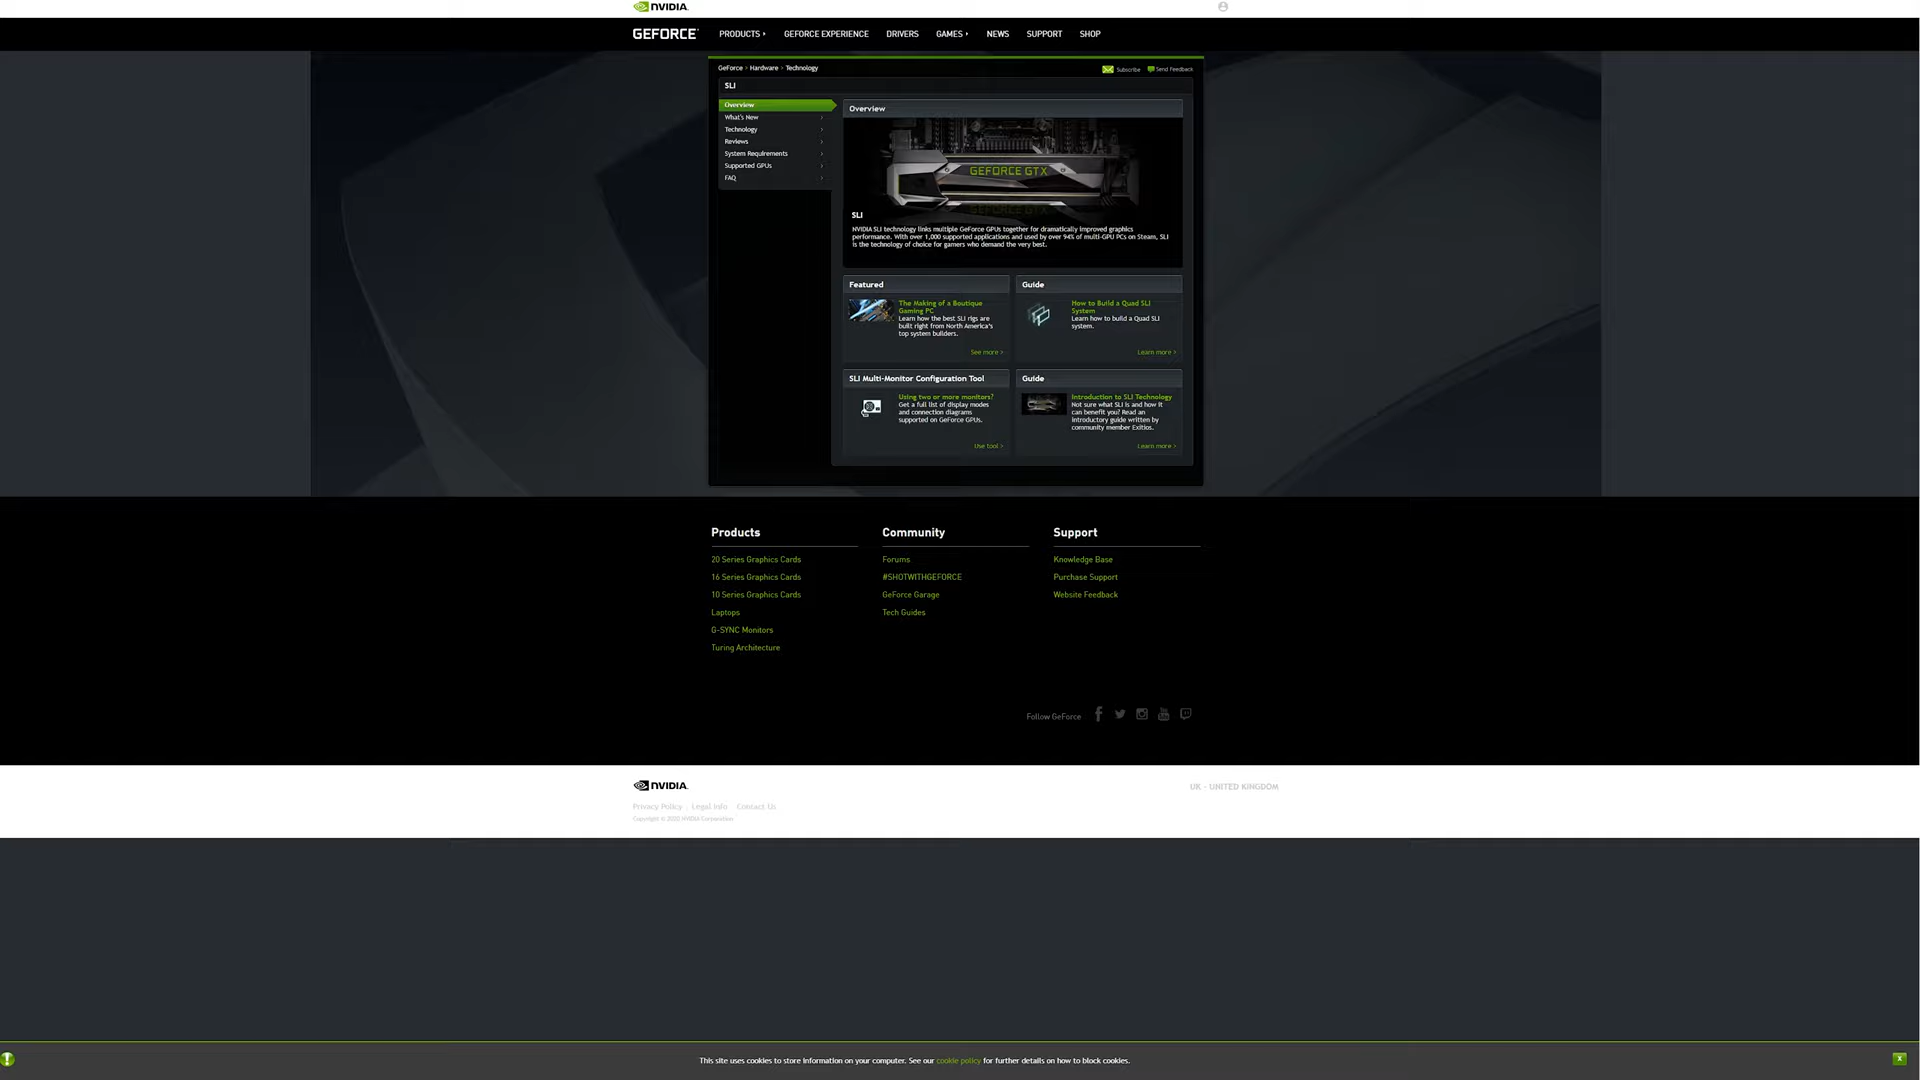 NVIDIA.
GEFORCE
PRODUCTS
GEFORCE EXPERIENCE
DRIVERS
GAMES
NEWS
SUPPORT
SHOP
GeForce > Hardware > Technology
Subscribe
Send Feedback
SLI
Overview
What's New
Technology
Reviews
System Requirements
Supported GPUs
FAQ
Overview
GEFORCE GTX
SLI
NVIDIA SLI technology links multiple GeForce GPUs together for dramatically improved graphics
performance. With over 1,000 supported applications and used by over 94% of multi-GPU PCs on Steam, SLI
is the technology of choice for gamers who demand the very best.
Featured
The Making of a Boutique
Gaming PC
Learn how the best SLI rigs are
built right from North America's
top system builders.
See more >
Guide
How to Build a Quad SLI
System
Learn how to build a Quad SLI
system.
Learn more >
SLI Multi-Monitor Configuration Tool
Using two or more monitors?
Get a full list of display modes
and connection diagrams
supported on GeForce GPUs.
Use tool >
Guide
Introduction to SLI Technology
Not sure what SLI is and how it
can benefit you? Read an
introductory guide written by
community member Exitios.
Learn more >
Products
20 Series Graphics Cards
16 Series Graphics Cards
10 Series Graphics Cards
Laptops
G-SYNC Monitors
Turing Architecture
Community
Forums
#SHOTWITHGEFORCE
GeForce Garage
Tech Guides
Support
Knowledge Base
Purchase Support
Website Feedback
Follow GeForce
NVIDIA.
UK - UNITED KINGDOM
Privacy Policy | Legal Info | Contact Us
Copyright © 2020 NVIDIA Corporation
This site uses cookies to store information on your computer. See our cookie policy for further details on how to block cookies.
X